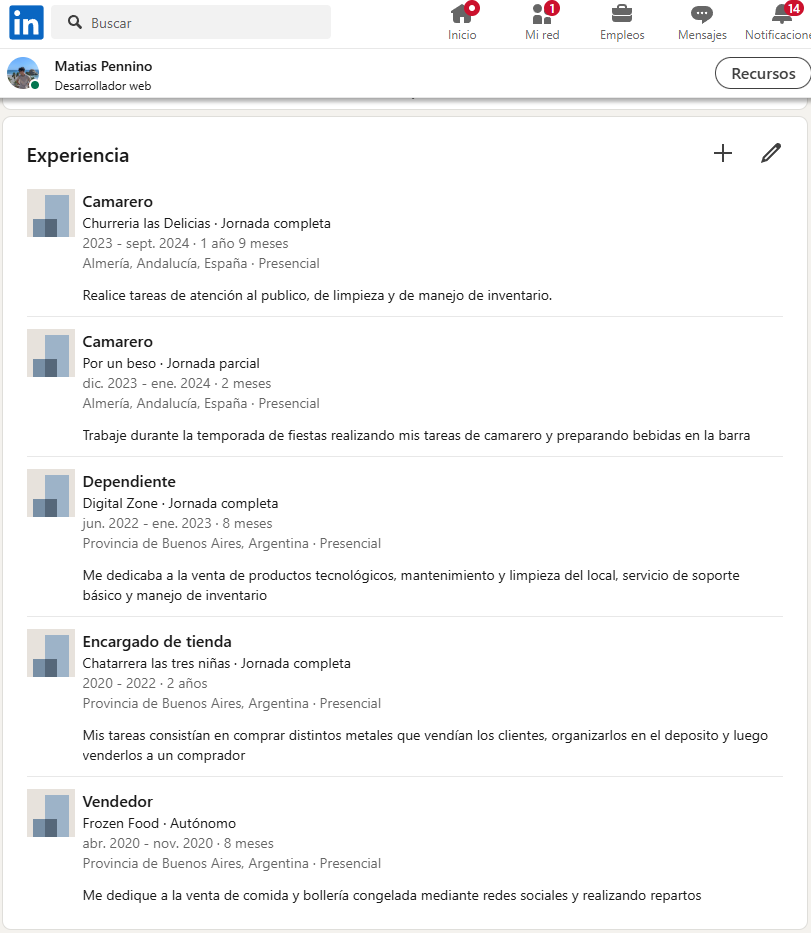 in
Buscar
1
14
Inicio
Mi red
Empleos
Mensajes
Notificacione
Matias Pennino
Desarrollador web
Recursos
Experiencia
Camarero
Churreria las Delicias · Jornada completa
2023 - sept. 2024 · 1 año 9 meses
Almería, Andalucía, España · Presencial
Realice tareas de atención al publico, de limpieza y de manejo de inventario.
Camarero
Por un beso · Jornada parcial
dic. 2023 - ene. 2024 · 2 meses
Almería, Andalucía, España · Presencial
Trabaje durante la temporada de fiestas realizando mis tareas de camarero y preparando bebidas en la barra
Dependiente
Digital Zone · Jornada completa
jun. 2022 - ene. 2023 · 8 meses
Provincia de Buenos Aires, Argentina · Presencial
Me dedicaba a la venta de productos tecnológicos, mantenimiento y limpieza del local, servicio de soporte
básico y manejo de inventario
Encargado de tienda
Chatarrera las tres niñas · Jornada completa
2020 - 2022 · 2 años
Provincia de Buenos Aires, Argentina · Presencial
Mis tareas consistían en comprar distintos metales que vendían los clientes, organizarlos en el deposito y luego
venderlos a un comprador
Vendedor
Frozen Food · Autónomo
abr. 2020 - nov. 2020 · 8 meses
Provincia de Buenos Aires, Argentina · Presencial
Me dedique a la venta de comida y bollería congelada mediante redes sociales y realizando repartos